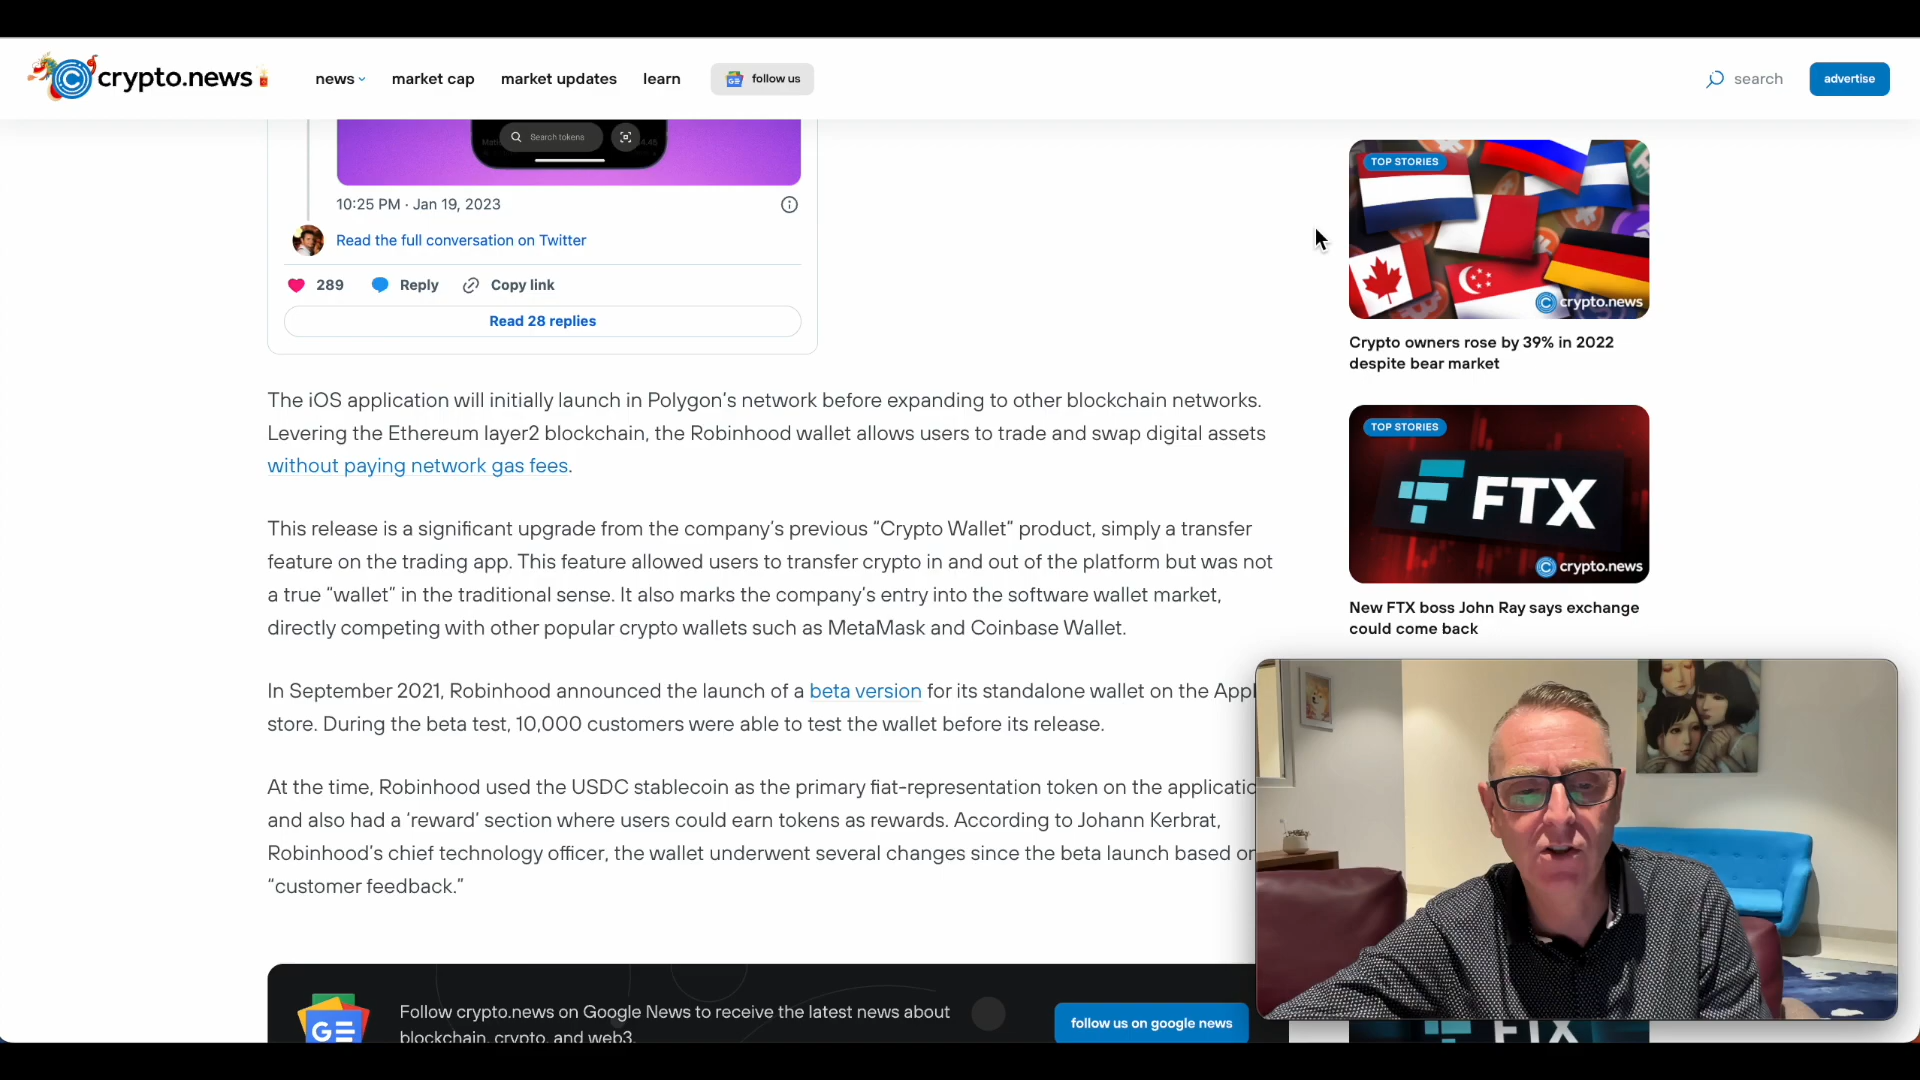 crypto.news
news
market cap
market updates
learn
follow us
search
advertise
Search tokens
10:25 PM · Jan 19, 2023
Read the full conversation on Twitter
289
Reply
Copy link
Read 28 replies
The iOS application will initially launch in Polygon’s network before expanding to other blockchain networks.
Levering the Ethereum layer2 blockchain, the Robinhood wallet allows users to trade and swap digital assets
without paying network gas fees.
This release is a significant upgrade from the company’s previous “Crypto Wallet” product, simply a transfer
feature on the trading app. This feature allowed users to transfer crypto in and out of the platform but was not
a true “wallet” in the traditional sense. It also marks the company’s entry into the software wallet market,
directly competing with other popular crypto wallets such as MetaMask and Coinbase Wallet.
In September 2021, Robinhood announced the launch of a beta version for its standalone wallet on the Appl
store. During the beta test, 10,000 customers were able to test the wallet before its release.
At the time, Robinhood used the USDC stablecoin as the primary fiat-representation token on the applicatio
and also had a ‘reward’ section where users could earn tokens as rewards. According to Johann Kerbrat,
Robinhood’s chief technology officer, the wallet underwent several changes since the beta launch based on
“customer feedback.”
Follow crypto.news on Google News to receive the latest news about
blockchain, crypto, and web3.
follow us on google news
TOP STORIES
crypto.news
Crypto owners rose by 39% in 2022
despite bear market
TOP STORIES
FTX
crypto.news
New FTX boss John Ray says exchange
could come back
FTX